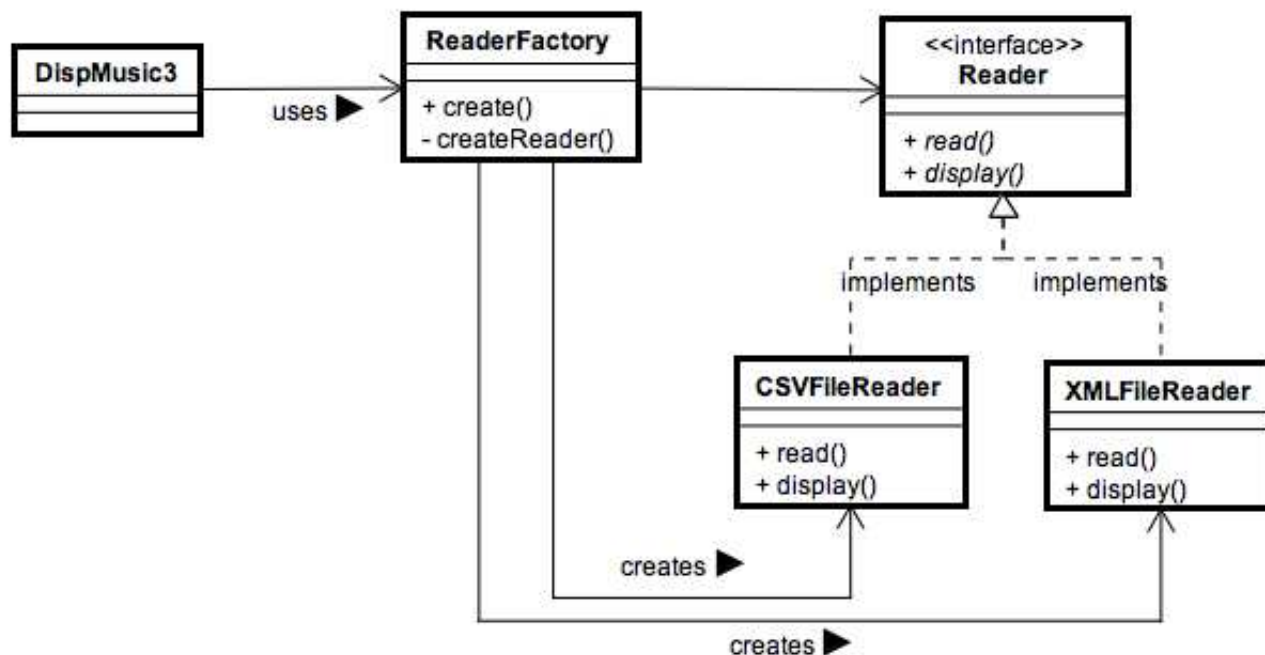 DispMusic3
uses ▶
ReaderFactory
+ create()
- createReader()
<<interface>>
Reader
+ read()
+ display()
implements
implements
CSVFileReader
+ read()
+ display()
XMLFileReader
+ read()
+ display()
creates ▶
creates ▶